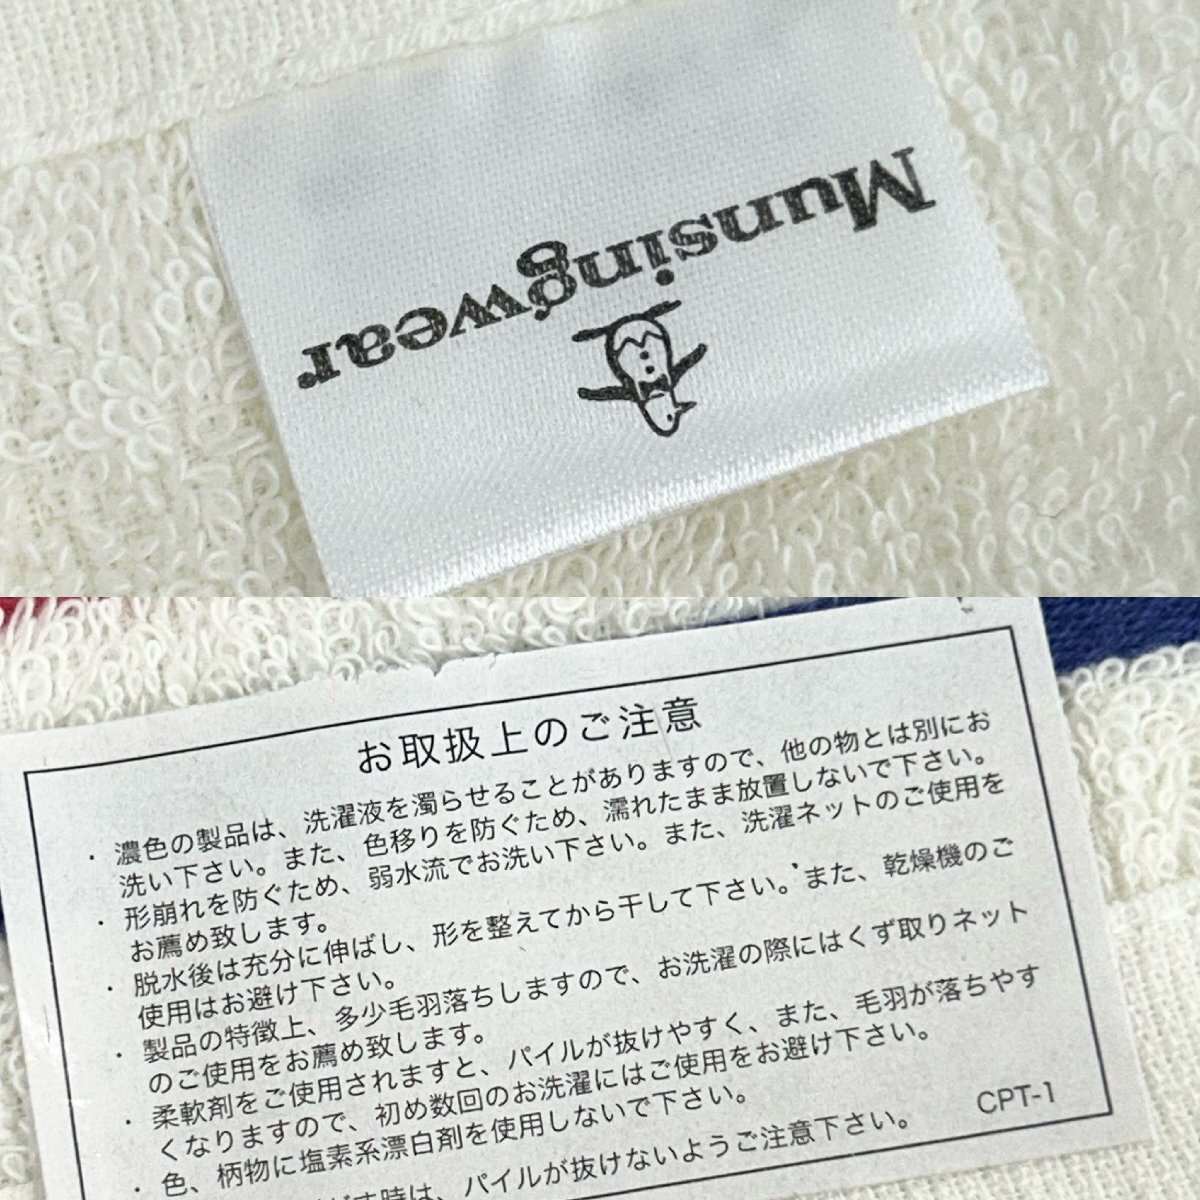 Munsingwear
お取扱上のご注意
・濃色の製品は、洗濯液を濁らせることがありますので、他の物とは別にお
洗い下さい。また、色移りを防ぐため、濡れたまま放置しないで下さい。
・形崩れを防ぐため、弱水流でお洗い下さい。また、洗濯ネットのご使用を
お薦め致します。
・脱水後は充分に伸ばし、形を整えてから干して下さい。また、乾燥機のご
使用はお避け下さい。
・製品の特徴上、多少毛羽落ちしますので、お洗濯の際にはくず取りネット
のご使用をお薦め致します。
・柔軟剤をご使用されますと、パイルが抜けやすく、また、毛羽が落ちやす
くなりますので、初め数回のお洗濯にはご使用をお避け下さい。
・色、柄物に塩素系漂白剤を使用しないで下さい。
時は、パイルが抜けないようご注意下さい。
CPT-1